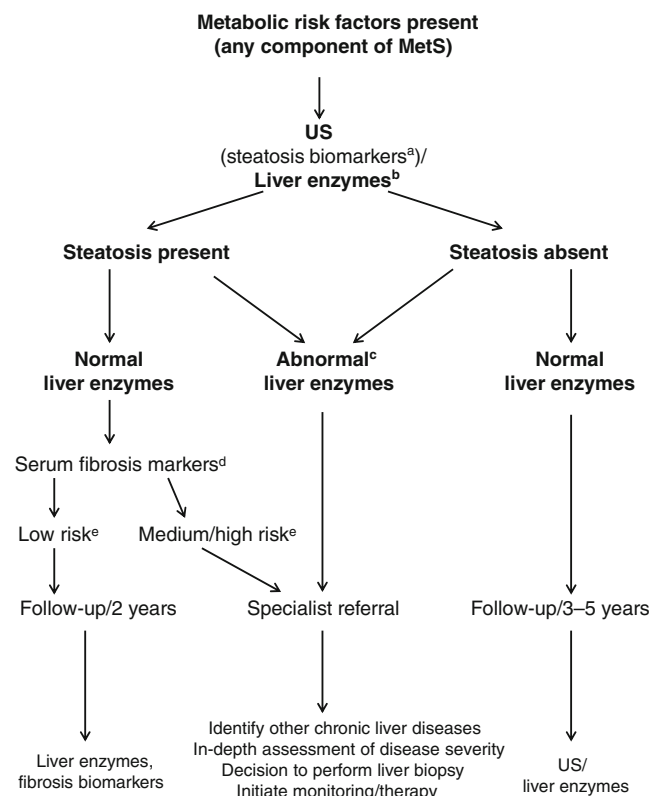 Metabolic risk factors present
(any component of MetS)
US
(steatosis biomarkersᵃ)/
Liver enzymesᵇ
Steatosis present
Steatosis absent
Normal
liver enzymes
Abnormalᶜ
liver enzymes
Normal
liver enzymes
Serum fibrosis markersᵈ
Low riskᵉ
Medium/high riskᵉ
Follow-up/2 years
Specialist referral
Follow-up/3–5 years
Liver enzymes,
fibrosis biomarkers
Identify other chronic liver diseases
In-depth assessment of disease severity
Decision to perform liver biopsy
Initiate monitoring/therapy
US/
liver enzymes